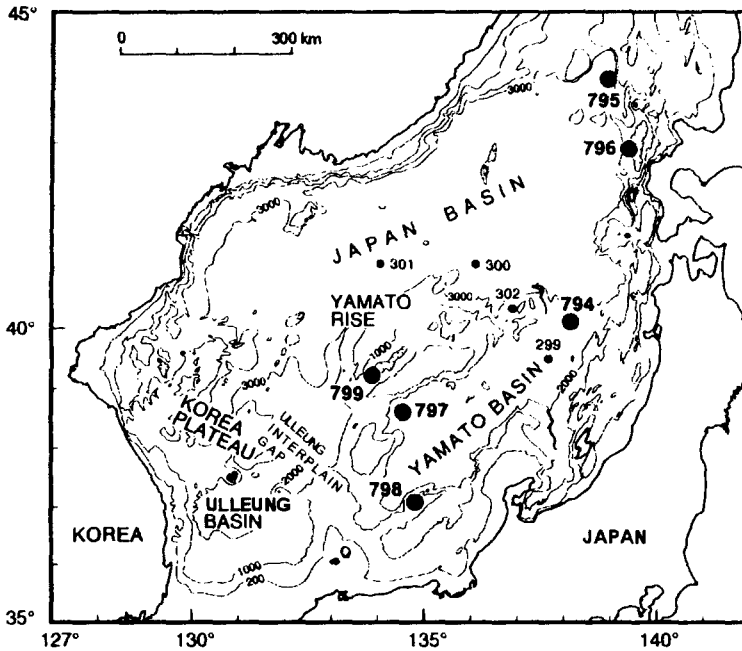 45°
0 300 km
3000
795
796
JAPAN BASIN
3000
301
300
302
3000
794
YAMATO
RISE
40°
299
1000
2000
799
3000
797
YAMATO BASIN
KOREA
PLATEAU
ULLEUNG
INTERPLAIN
GAP
2000
798
ULLEUNG
BASIN
KOREA
JAPAN
1000
200
35°
127° 130° 135° 140°